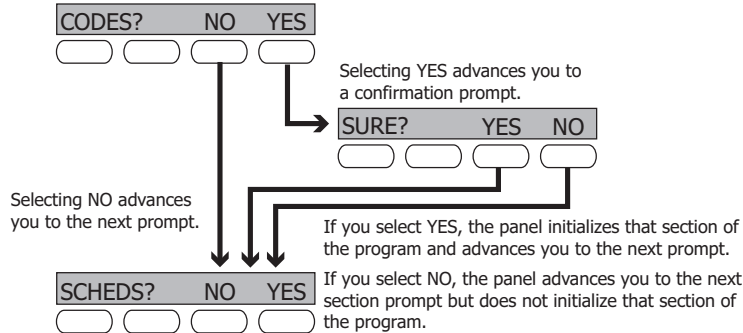 CODES? NO YES
Selecting YES advances you to
a confirmation prompt.
SURE? YES NO
Selecting NO advances
you to the next prompt.
If you select YES, the panel initializes that section of
the program and advances you to the next prompt.
SCHEDS? NO YES
If you select NO, the panel advances you to the next
section prompt but does not initialize that section of
the program.